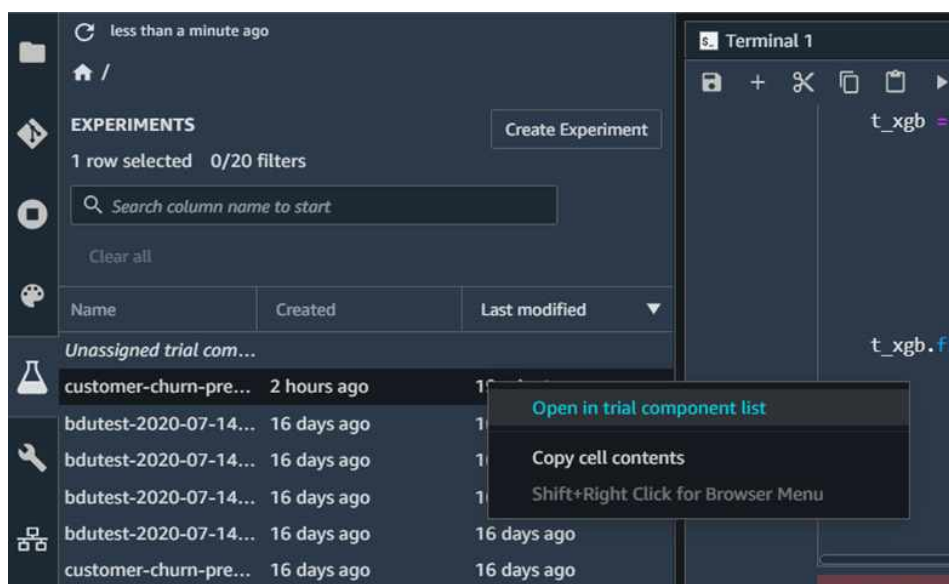 less than a minute ago
/
EXPERIMENTS
Create Experiment
1 row selected 0/20 filters
Search column name to start
Clear all
Name Created Last modified
Unassigned trial com...
customer-churn-pre... 2 hours ago
bdutest-2020-07-14... 16 days ago
bdutest-2020-07-14... 16 days ago
bdutest-2020-07-14... 16 days ago
bdutest-2020-07-14... 16 days ago 16 days ago
customer-churn-pre... 16 days ago 16 days ago
Open in trial component list
Copy cell contents
Shift+Right Click for Browser Menu
$_ Terminal 1
t_xgb =
t_xgb.f